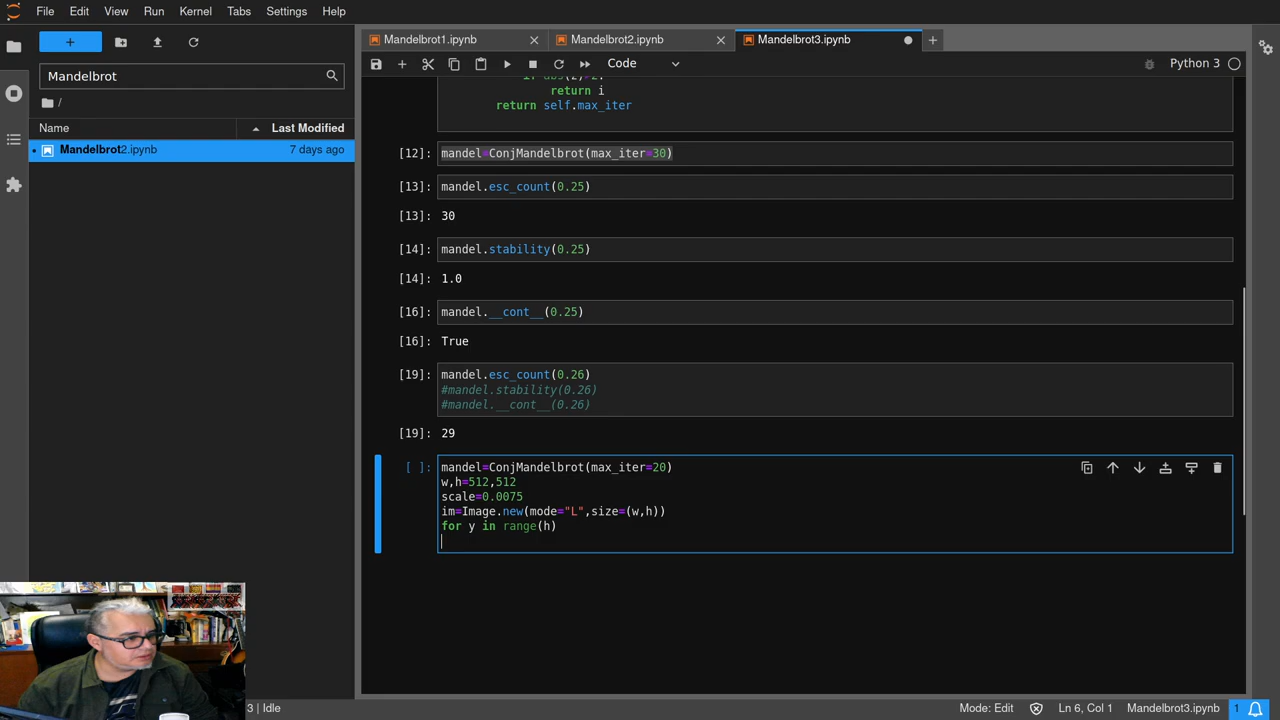 File Edit View Run Kernel Tabs Settings Help
Mandelbrot1.ipynb Mandelbrot2.ipynb Mandelbrot3.ipynb
Mandelbrot
Code Python 3
/
Name Last Modified
Mandelbrot2.ipynb 7 days ago
return i
return self.max_iter
[12]: mandel=ConjMandelbrot(max_iter=30)
[13]: mandel.esc_count(0.25)
[13]: 30
[14]: mandel.stability(0.25)
[14]: 1.0
[16]: mandel.__cont__(0.25)
[16]: True
[19]: mandel.esc_count(0.26)
#mandel.stability(0.26)
#mandel.__cont__(0.26)
[19]: 29
[ ]: mandel=ConjMandelbrot(max_iter=20)
w,h=512,512
scale=0.0075
im=Image.new(mode="L",size=(w,h))
for y in range(h)
3 | Idle Mode: Edit Ln 6, Col 1 Mandelbrot3.ipynb 1